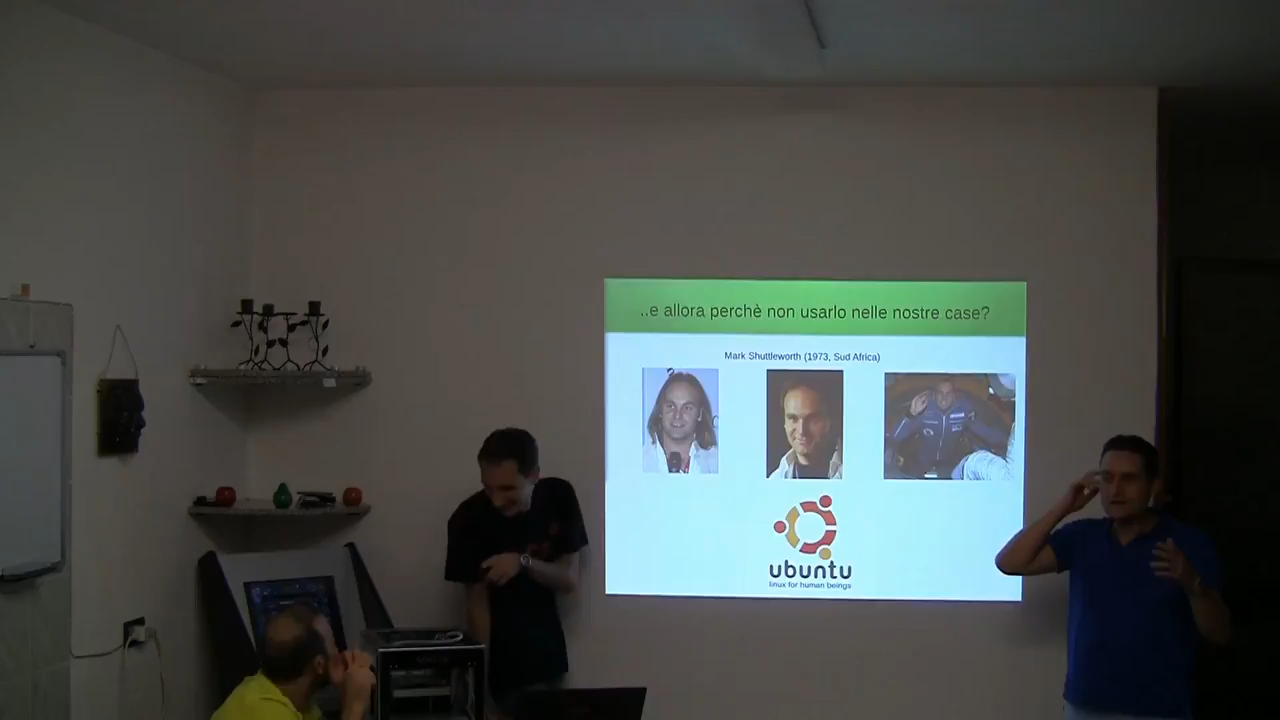 ..e allora perchè non usarlo nelle nostre case?
Mark Shuttleworth (1973, Sud Africa)
ubuntu
linux for human beings